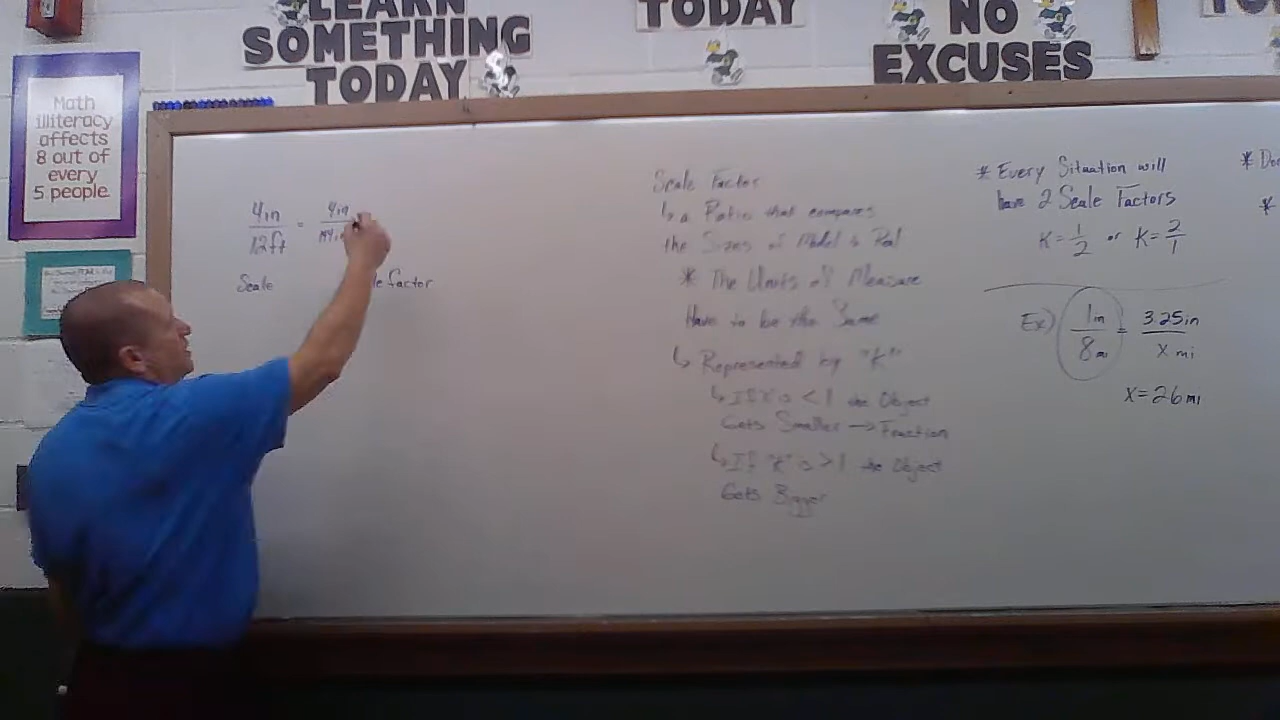 LEARN
SOMETHING
TODAY
TODAY
NO
EXCUSES
Math
illiteracy
affects
8 out of
every
5 people.
4in
12ft
=
4in
144in
Scale
le factor
Scale Factor
↳ a Ratio that compares
the Sizes of Model & Real
* The Units of Measure
Have to be the Same
↳ Represented by "K"
↳ If "K" is < 1 the Object
Gets Smaller → Fraction
↳ If "K" is > 1 the Object
Gets Bigger
* Every Situation will
have 2 Scale Factors
K = 1/2 or K = 2/1
Ex) 1in/8mi = 3.25in/x mi
x = 26mi
*
*